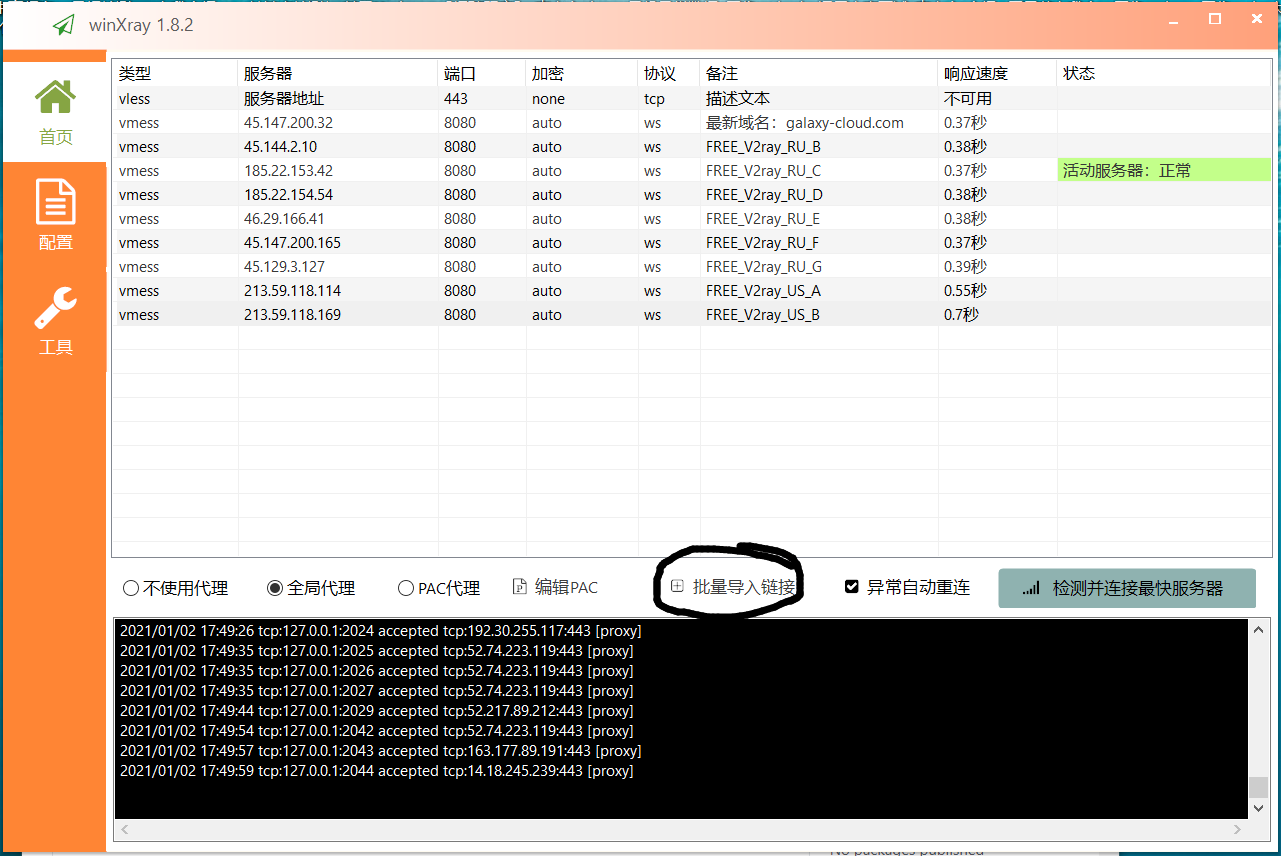 winXray 1.8.2
类型 服务器 端口 加密 协议 备注 响应速度 状态
vless 服务器地址 443 none tcp 描述文本 不可用
vmess 45.147.200.32 8080 auto ws 最新域名：galaxy-cloud.com 0.37秒
vmess 45.144.2.10 8080 auto ws FREE_V2ray_RU_B 0.38秒
vmess 185.22.153.42 8080 auto ws FREE_V2ray_RU_C 0.37秒 活动服务器：正常
vmess 185.22.154.54 8080 auto ws FREE_V2ray_RU_D 0.38秒
vmess 46.29.166.41 8080 auto ws FREE_V2ray_RU_E 0.38秒
vmess 45.147.200.165 8080 auto ws FREE_V2ray_RU_F 0.37秒
vmess 45.129.3.127 8080 auto ws FREE_V2ray_RU_G 0.39秒
vmess 213.59.118.114 8080 auto ws FREE_V2ray_US_A 0.55秒
vmess 213.59.118.169 8080 auto ws FREE_V2ray_US_B 0.7秒
首页
配置
工具
不使用代理 全局代理 PAC代理 编辑PAC 批量导入链接 异常自动重连 检测并连接最快服务器
2021/01/02 17:49:26 tcp:127.0.0.1:2024 accepted tcp:192.30.255.117:443 [proxy]
2021/01/02 17:49:35 tcp:127.0.0.1:2025 accepted tcp:52.74.223.119:443 [proxy]
2021/01/02 17:49:35 tcp:127.0.0.1:2026 accepted tcp:52.74.223.119:443 [proxy]
2021/01/02 17:49:35 tcp:127.0.0.1:2027 accepted tcp:52.74.223.119:443 [proxy]
2021/01/02 17:49:44 tcp:127.0.0.1:2029 accepted tcp:52.217.89.212:443 [proxy]
2021/01/02 17:49:54 tcp:127.0.0.1:2042 accepted tcp:52.74.223.119:443 [proxy]
2021/01/02 17:49:57 tcp:127.0.0.1:2043 accepted tcp:163.177.89.191:443 [proxy]
2021/01/02 17:49:59 tcp:127.0.0.1:2044 accepted tcp:14.18.245.239:443 [proxy]
No packages published